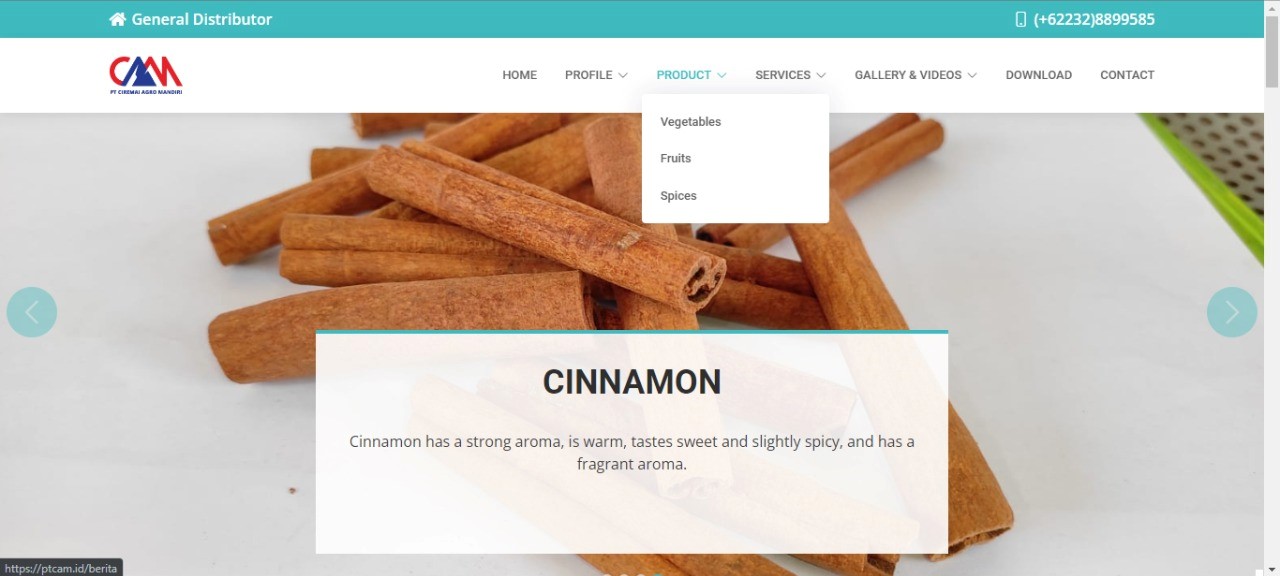 General Distributor
(+62232)8899585
CAM
PT CIREMAI AGRO MANDIRI
HOME PROFILE PRODUCT SERVICES GALLERY & VIDEOS DOWNLOAD CONTACT
Vegetables
Fruits
Spices
CINNAMON
Cinnamon has a strong aroma, is warm, tastes sweet and slightly spicy, and has a
fragrant aroma.
https://ptcam.id/berita